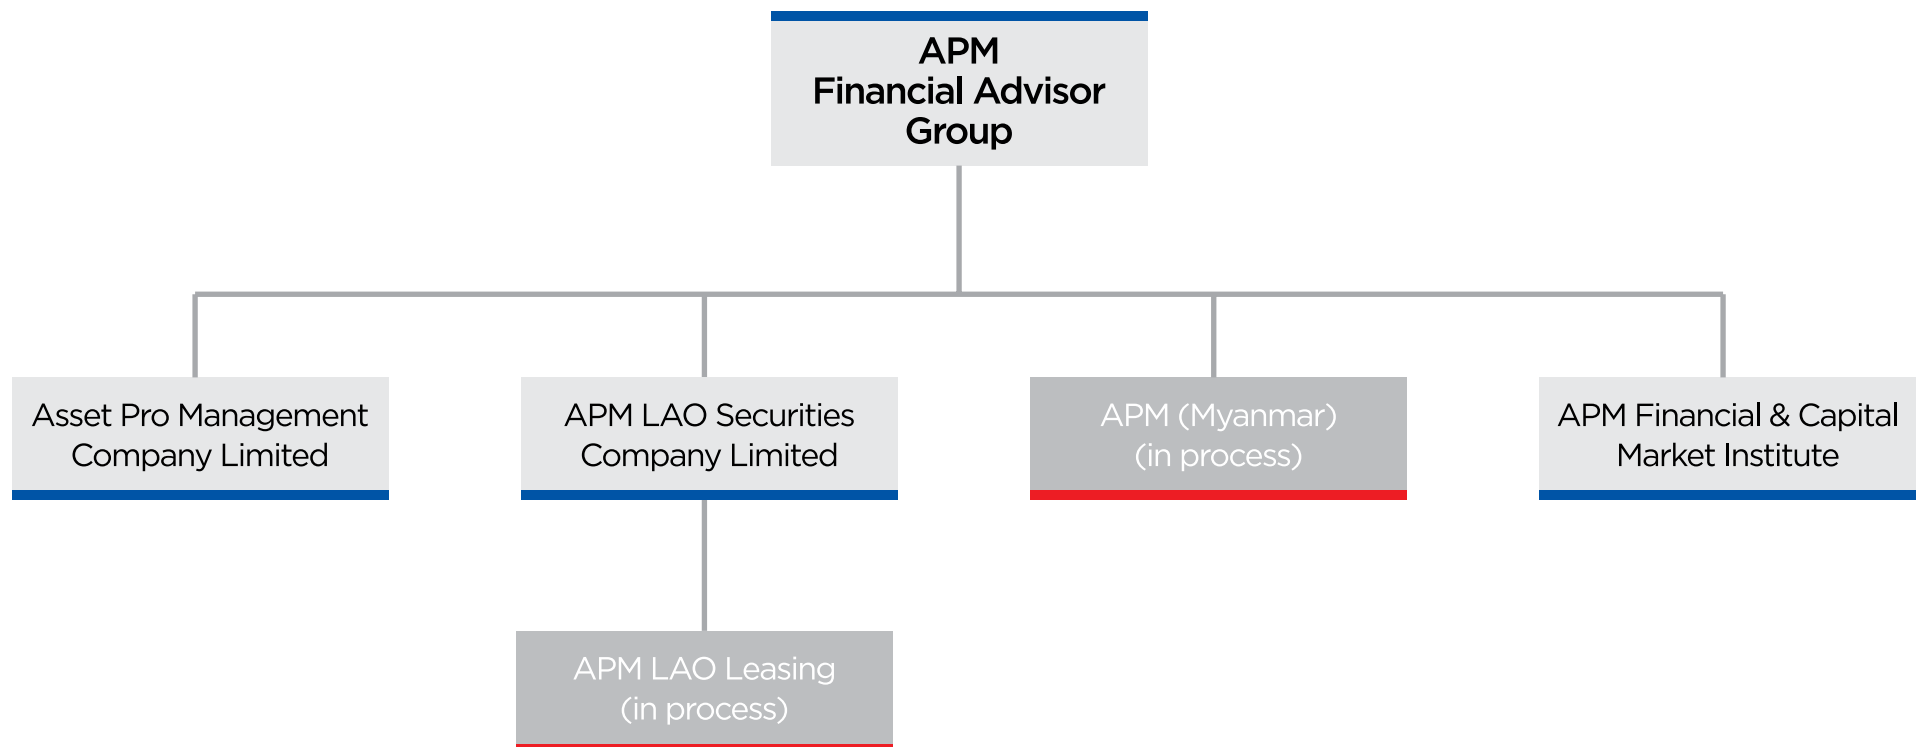 APM
Financial Advisor
Group
Asset Pro Management
Company Limited
APM LAO Securities
Company Limited
APM (Myanmar)
(in process)
APM Financial & Capital
Market Institute
APM LAO Leasing
(in process)